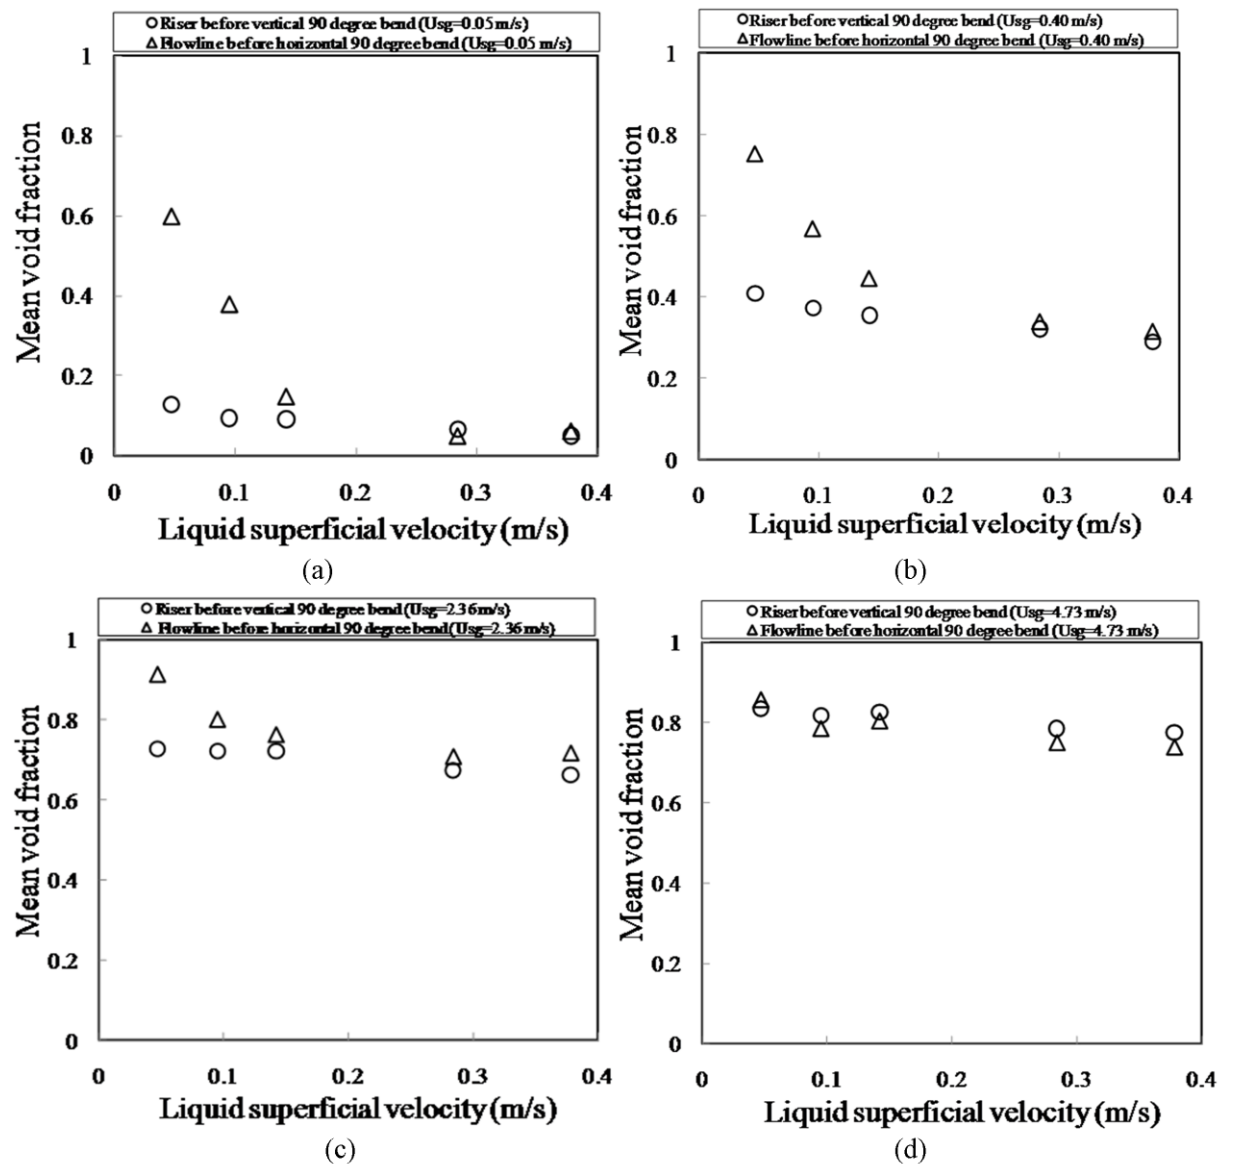 Riser before vertical 90 degree bend (Usg=0.05 m/s)
Flowline before horizontal 90 degree bend (Usg=0.05 m/s)
1
0.8
0.6
0.4
0.2
0
0 0.1 0.2 0.3 0.4
Mean void fraction
Liquid superficial velocity (m/s)
(a)
Riser before vertical 90 degree bend (Usg=0.40 m/s)
Flowline before horizontal 90 degree bend (Usg=0.40 m/s)
1
0.8
0.6
0.4
0.2
0
0 0.1 0.2 0.3 0.4
Mean void fraction
Liquid superficial velocity (m/s)
(b)
Riser before vertical 90 degree bend (Usg=2.36 m/s)
Flowline before horizontal 90 degree bend (Usg=2.36 m/s)
1
0.8
0.6
0.4
0.2
0
0 0.1 0.2 0.3 0.4
Mean void fraction
Liquid superficial velocity (m/s)
(c)
Riser before vertical 90 degree bend (Usg=4.73 m/s)
Flowline before horizontal 90 degree bend (Usg=4.73 m/s)
1
0.8
0.6
0.4
0.2
0
0 0.1 0.2 0.3 0.4
Mean void fraction
Liquid superficial velocity (m/s)
(d)